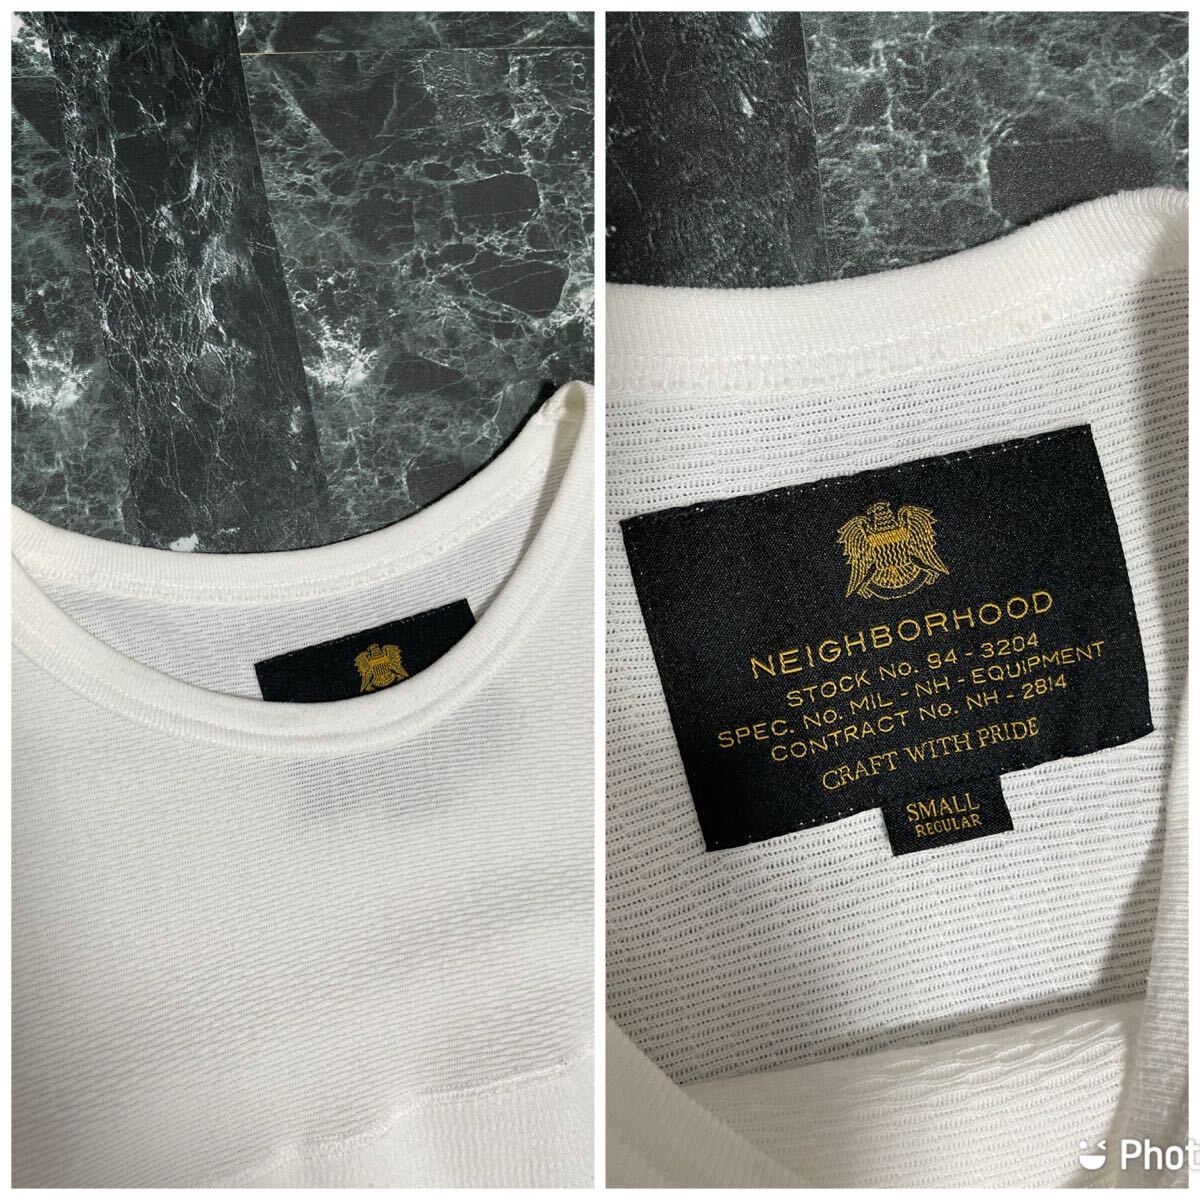 NEIGHBORHOOD
STOCK No. 94 - 3204
SPEC. No. MIL - NH - EQUIPMENT
CONTRACT No. NH - 2814
CRAFT WITH PRIDE
SMALL
REGULAR
Phot